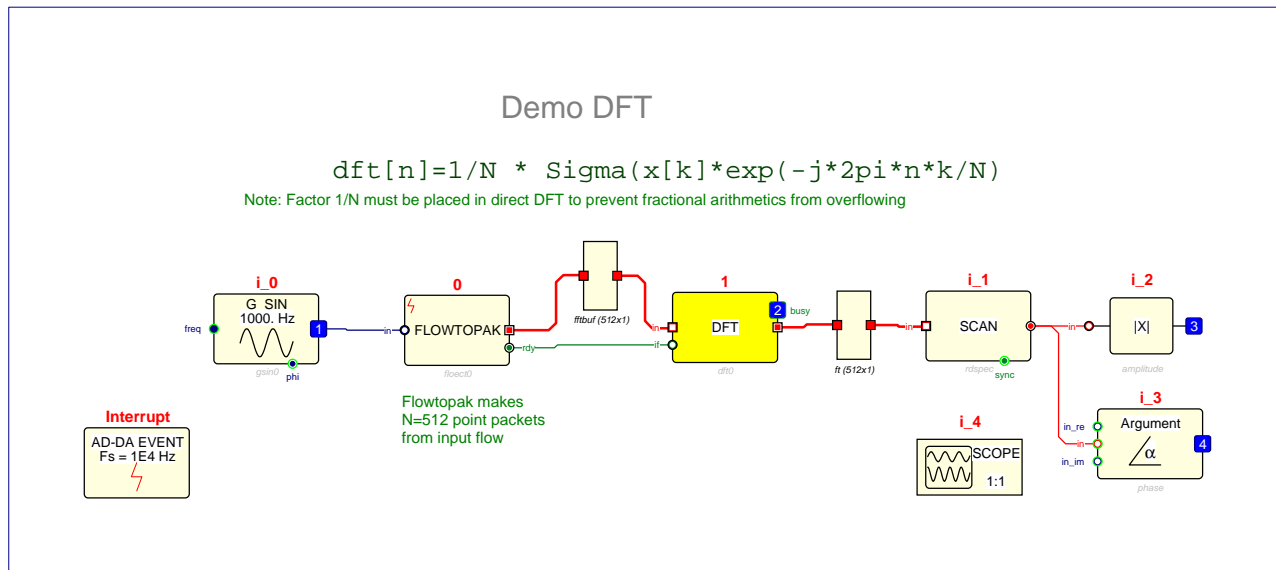 Demo DFT
dft[n]=1/N * Sigma(x[k]*exp(-j*2pi*n*k/N)
Note: Factor 1/N must be placed in direct DFT to prevent fractional arithmetics from overflowing
i_0
G SIN
1000. Hz
freq
1
gsin0
phi
0
in
FLOWTOPAK
rdy
floect0
Flowtopak makes
N=512 point packets
from input flow
fftbuf (512x1)
1
in
if
DFT
2
busy
dft0
ft (512x1)
i_1
in
SCAN
rdspec
sync
i_2
in
|X|
3
amplitude
i_3
in_re
in
in_im
Argument
α
4
phase
Interrupt
AD-DA EVENT
Fs = 1E4 Hz
i_4
SCOPE
1:1